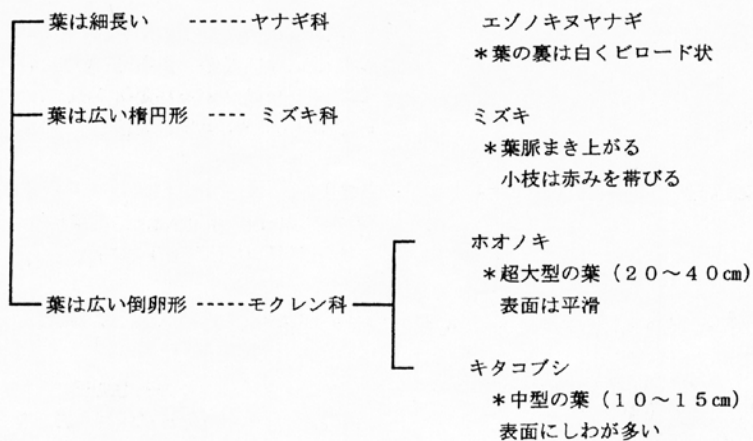 葉は細長い ----- ヤナギ科 エゾノキヌヤナギ
＊葉の裏は白くビロード状
葉は広い楕円形 ---- ミズキ科 ミズキ
＊葉脈まき上がる
小枝は赤みを帯びる
ホオノキ
＊超大型の葉（２０～４０㎝）
葉は広い倒卵形 ----- モクレン科 表面は平滑
キタコブシ
＊中型の葉（１０～１５㎝）
表面にしわが多い